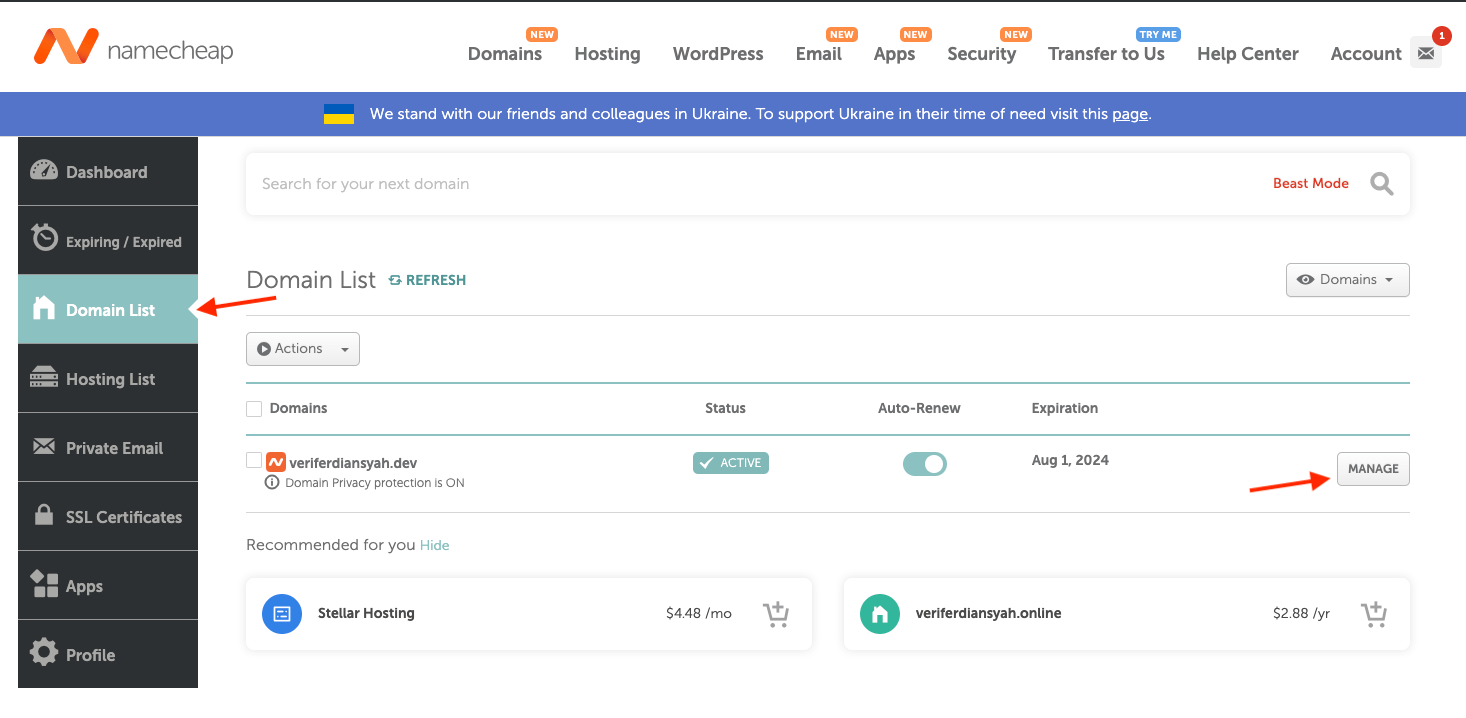 NEW NEW NEW NEW TRY ME 1
namecheap Domains Hosting WordPress Email Apps Security Transfer to Us Help Center Account
We stand with our friends and colleagues in Ukraine. To support Ukraine in their time of need visit this page.
Dashboard
Expiring / Expired
Domain List
Hosting List
Private Email
SSL Certificates
Apps
Profile
Search for your next domain Beast Mode
Domain List REFRESH Domains
Actions
Domains Status Auto-Renew Expiration
veriferdiansyah.dev ACTIVE Aug 1, 2024 MANAGE
Domain Privacy protection is ON
Recommended for you Hide
Stellar Hosting $4.48 /mo veriferdiansyah.online $2.88 /yr